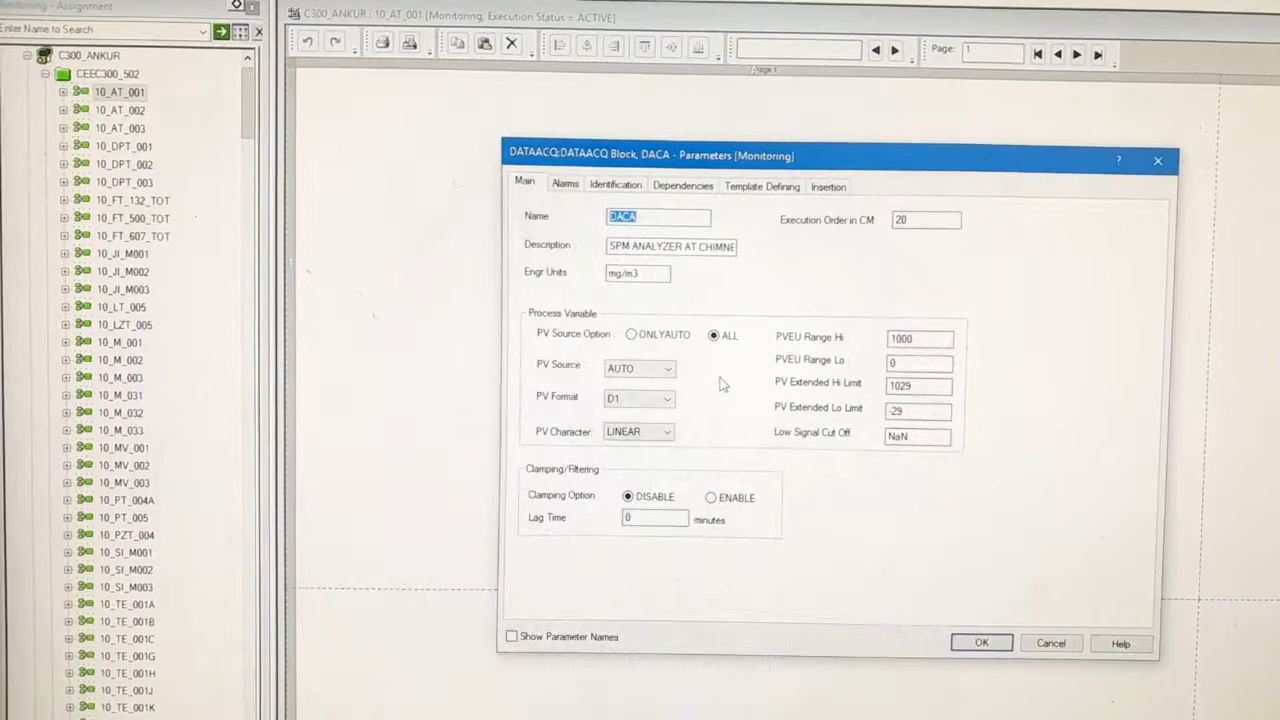 onitoring - Assignment
Enter Name to Search
C300_ANKUR
CEEC300_502
10_AT_001
10_AT_002
10_AT_003
10_DPT_001
10_DPT_002
10_DPT_003
10_FT_132_TOT
10_FT_500_TOT
10_FT_607_TOT
10_JI_M001
10_JI_M002
10_JI_M003
10_LT_005
10_LZT_005
10_M_001
10_M_002
10_M_003
10_M_031
10_M_032
10_M_033
10_MV_001
10_MV_002
10_MV_003
10_PT_004A
10_PT_005
10_PZT_004
10_SI_M001
10_SI_M002
10_SI_M003
10_TE_001A
10_TE_001B
10_TE_001C
10_TE_001G
10_TE_001H
10_TE_001J
10_TE_001K
C300_ANKUR : 10_AT_001 [Monitoring, Execution Status = ACTIVE]
Page: 1
Page 1
DATAACQ:DATAACQ Block, DACA - Parameters [Monitoring]
? ×
Main Alarms Identification Dependencies Template Defining Insertion
Name DACA Execution Order in CM 20
Description : SPM ANALYZER AT CHIMNE
Engr Units mg/m3
Process Variable
PV Source Option : ONLYAUTO ALL PVEU Range Hi : 1000
PV Source AUTO PVEU Range Lo : 0
PV Extended Hi Limit 1029
PV Format D1 PV Extended Lo Limit -29
PV Character: LINEAR Low Signal Cut Off NaN
Clamping/Filtering
Clamping Option DISABLE ENABLE
Lag Time 0 minutes
Show Parameter Names OK Cancel Help